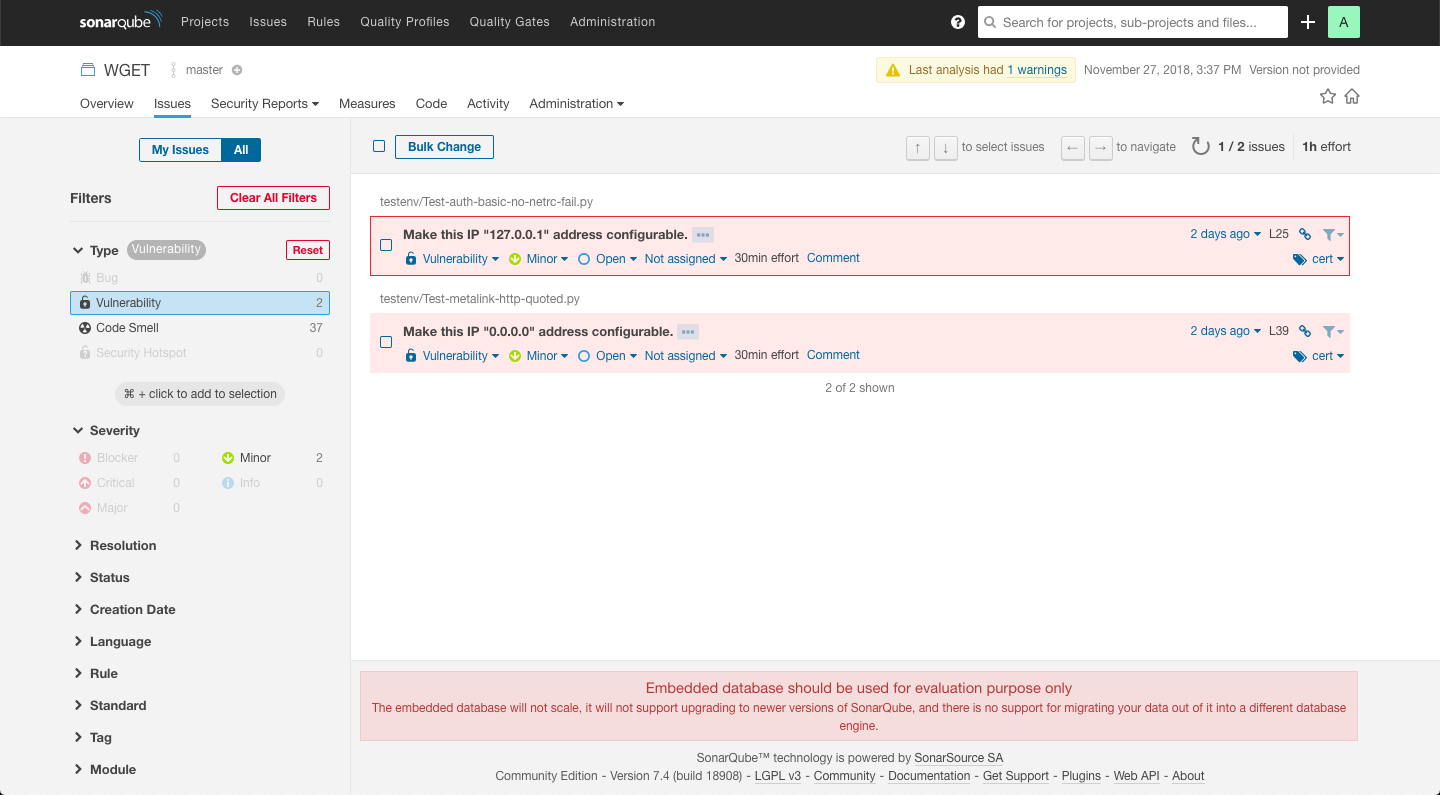 sonarqube Projects Issues Rules Quality Profiles Quality Gates Administration ? Search for projects, sub-projects and files... + A
WGET master
Last analysis had 1 warnings November 27, 2018, 3:37 PM Version not provided
Overview Issues Security Reports Measures Code Activity Administration
My Issues All
Bulk Change ↑ ↓ to select issues ← → to navigate 1 / 2 issues 1h effort
Filters Clear All Filters
Type Vulnerability Reset
Bug 0
Vulnerability 2
Code Smell 37
Security Hotspot 0
⌘ + click to add to selection
Severity
Blocker 0 Minor 2
Critical 0 Info 0
Major 0
Resolution
Status
Creation Date
Language
Rule
Standard
Tag
Module
testenv/Test-auth-basic-no-netrc-fail.py
Make this IP "127.0.0.1" address configurable. ••• 2 days ago L25
Vulnerability Minor Open Not assigned 30min effort Comment cert
testenv/Test-metalink-http-quoted.py
Make this IP "0.0.0.0" address configurable. ••• 2 days ago L39
Vulnerability Minor Open Not assigned 30min effort Comment cert
2 of 2 shown
Embedded database should be used for evaluation purpose only
The embedded database will not scale, it will not support upgrading to newer versions of SonarQube, and there is no support for migrating your data out of it into a different database
engine.
SonarQube™ technology is powered by SonarSource SA
Community Edition - Version 7.4 (build 18908) - LGPL v3 - Community - Documentation - Get Support - Plugins - Web API - About